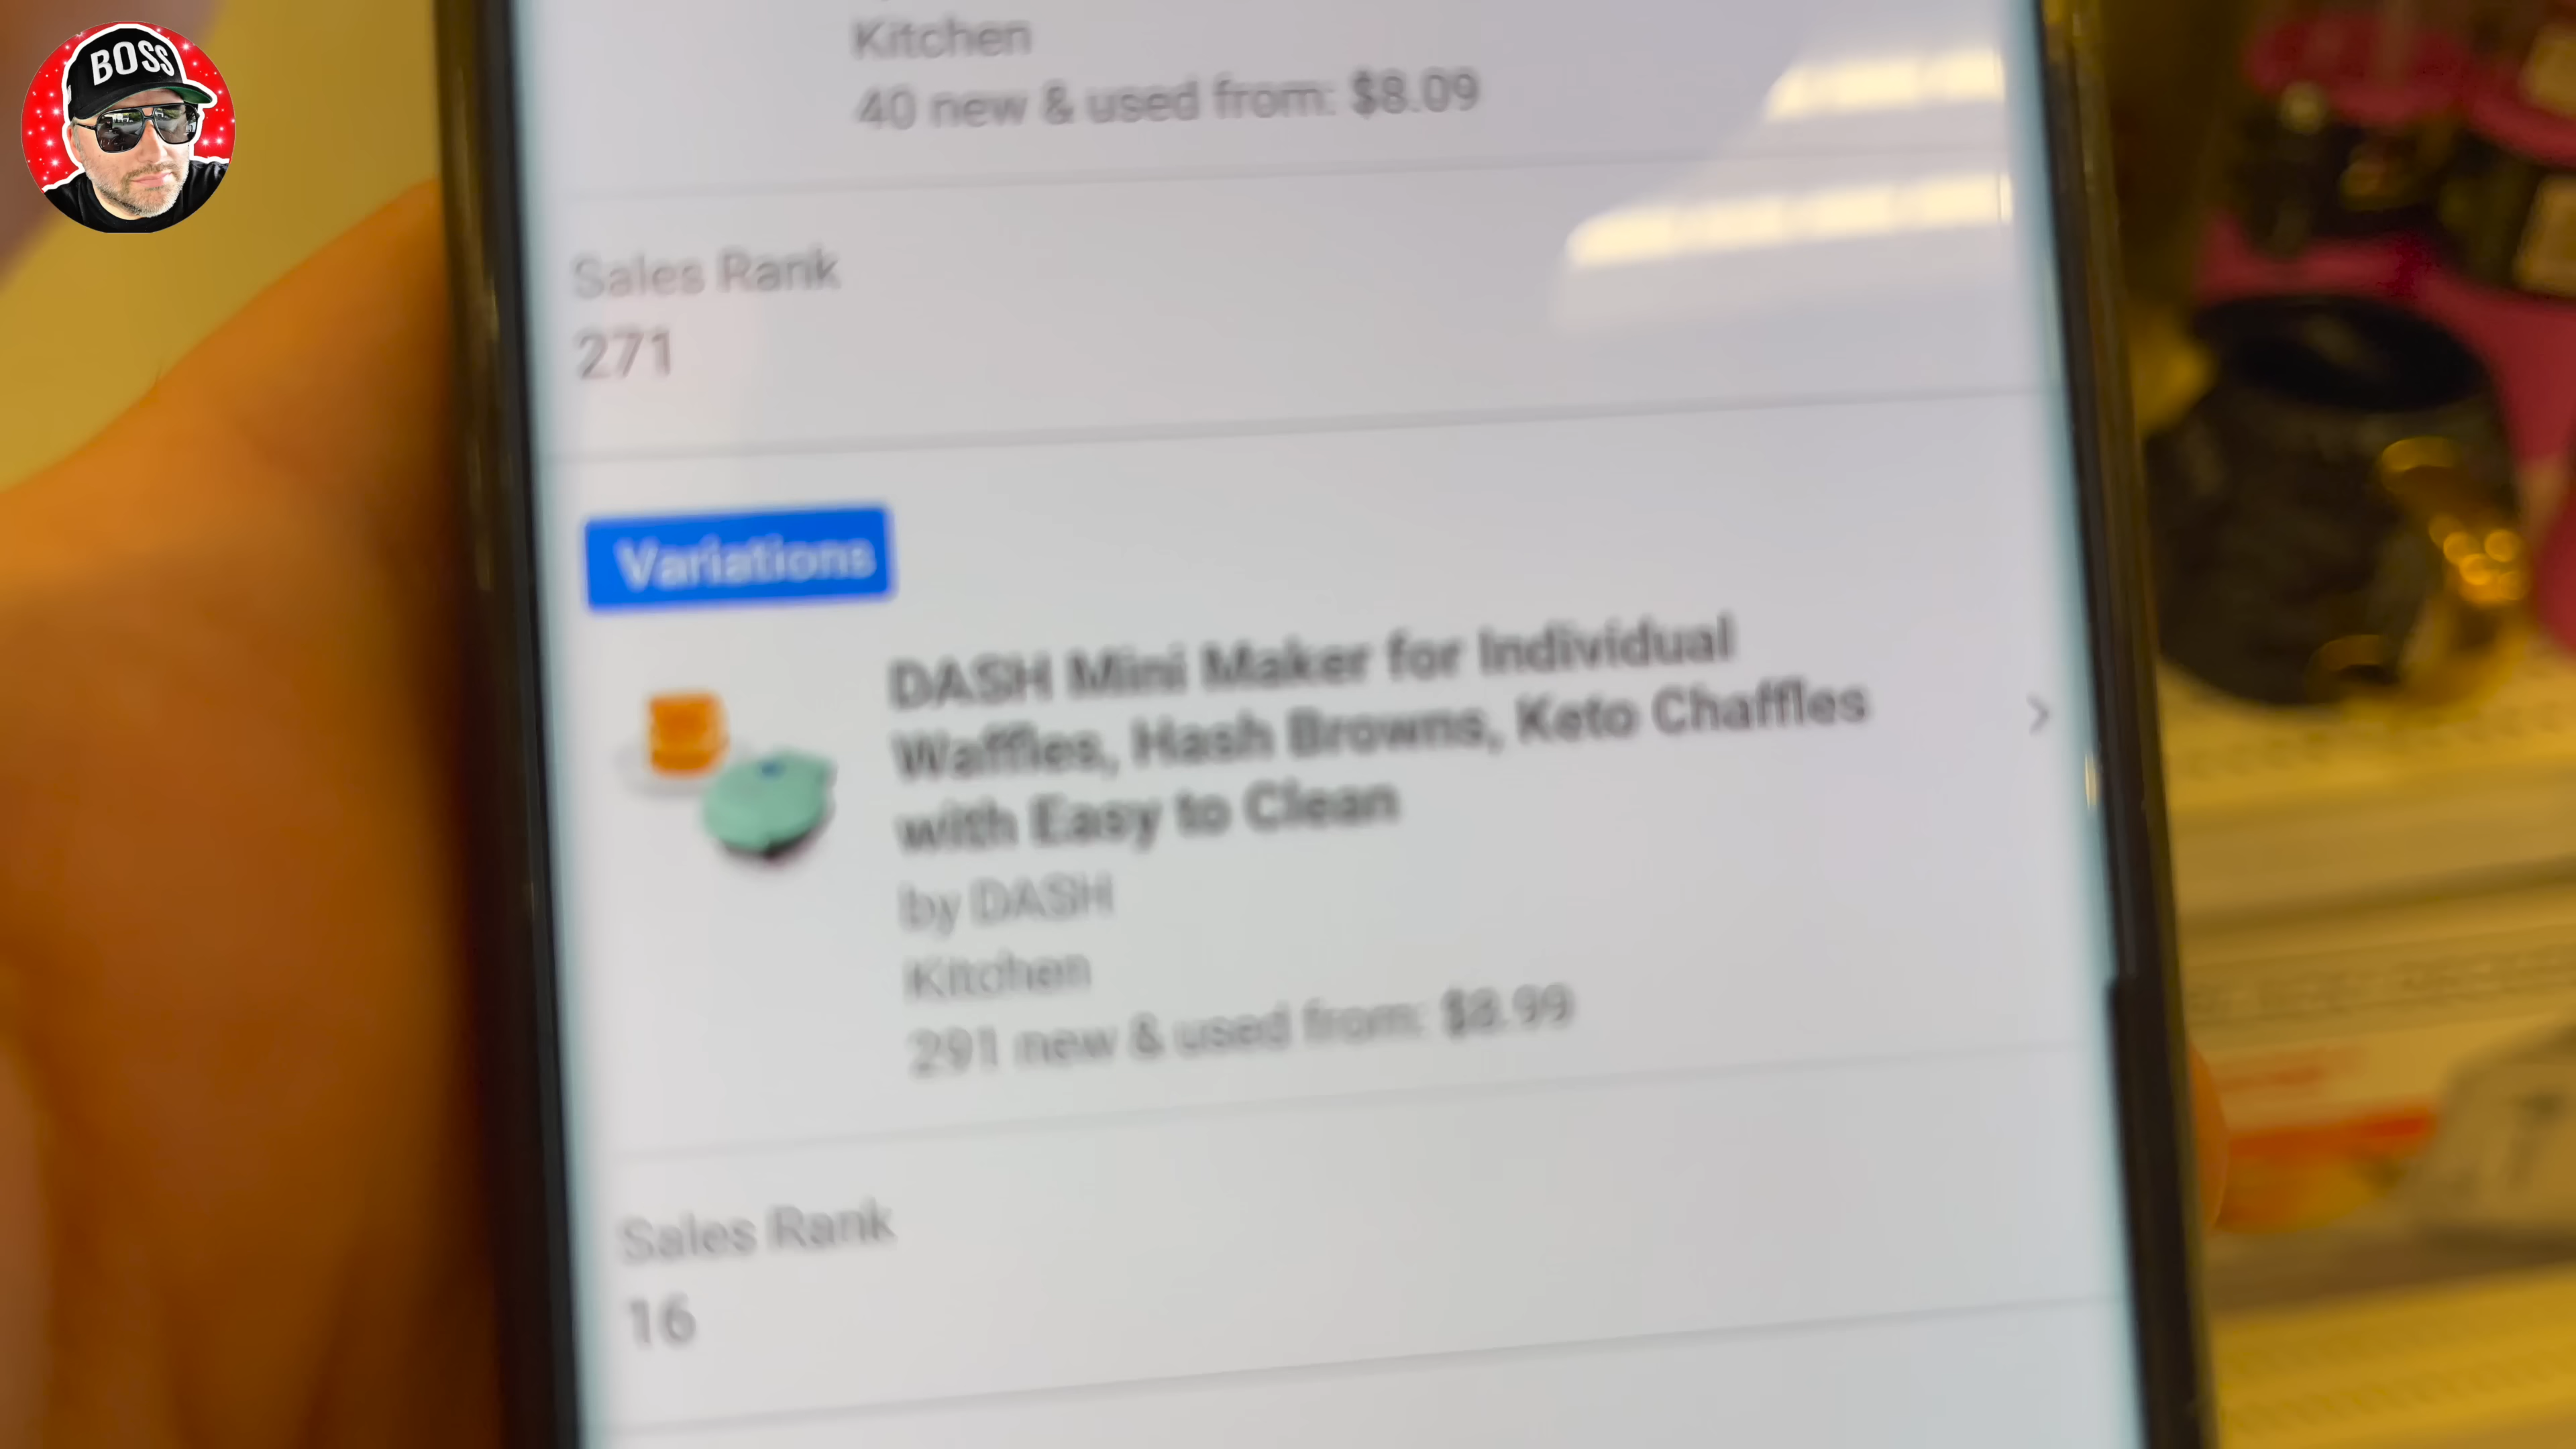 BOSS
Kitchen
40 new & used from: $8.09
Sales Rank
271
Variations
DASH Mini Maker for Individual
Waffles, Hash Browns, Keto Chaffles
with Easy to Clean
by DASH
Kitchen
291 new & used from: $8.99
Sales Rank
16